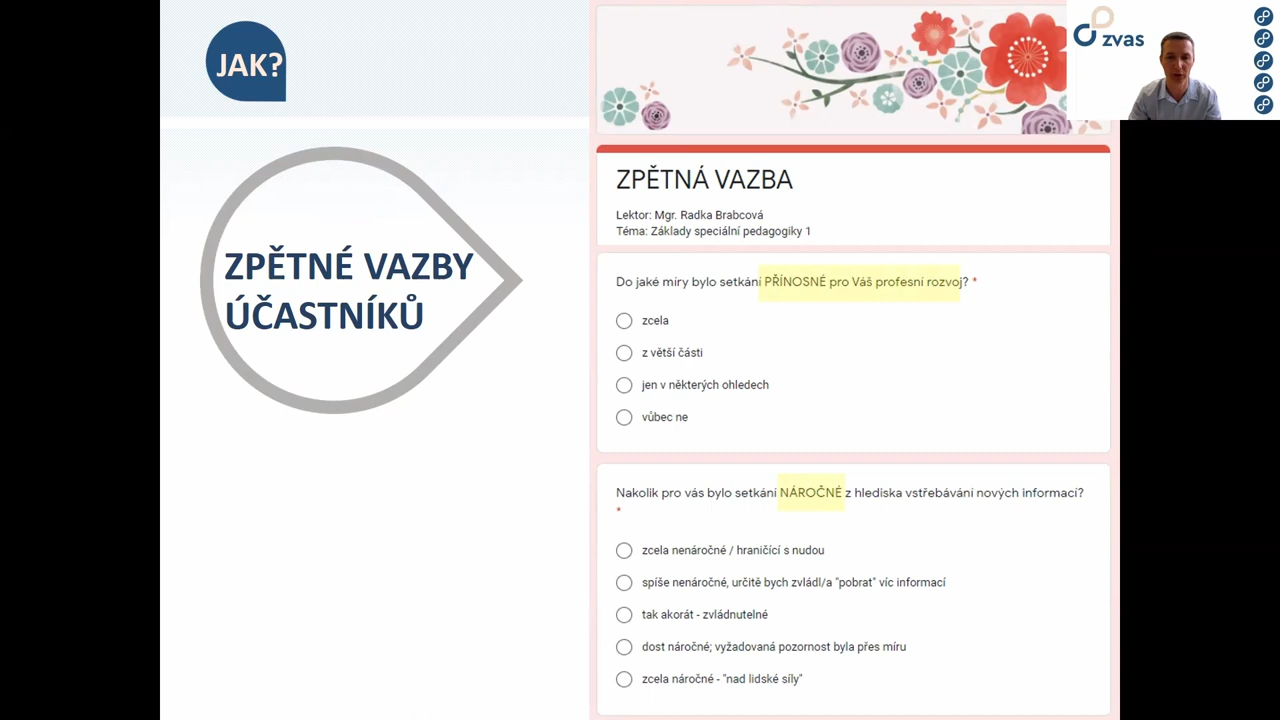 JAK?
ZPĚTNÉ VAZBY
ÚČASTNÍKŮ
zvas
ZPĚTNÁ VAZBA
Lektor: Mgr. Radka Brabcová
Téma: Základy speciální pedagogiky 1
Do jaké míry bylo setkání PŘÍNOSNÉ pro Váš profesní rozvoj? *
zcela
z větší části
jen v některých ohledech
vůbec ne
Nakolik pro vás bylo setkání NÁROČNÉ z hlediska vstřebávání nových informací?
*
zcela nenáročné / hraničící s nudou
spíše nenáročné, určitě bych zvládl/a "pobrat" víc informací
tak akorát - zvládnutelné
dost náročné; vyžadovaná pozornost byla přes míru
zcela náročné - "nad lidské síly"